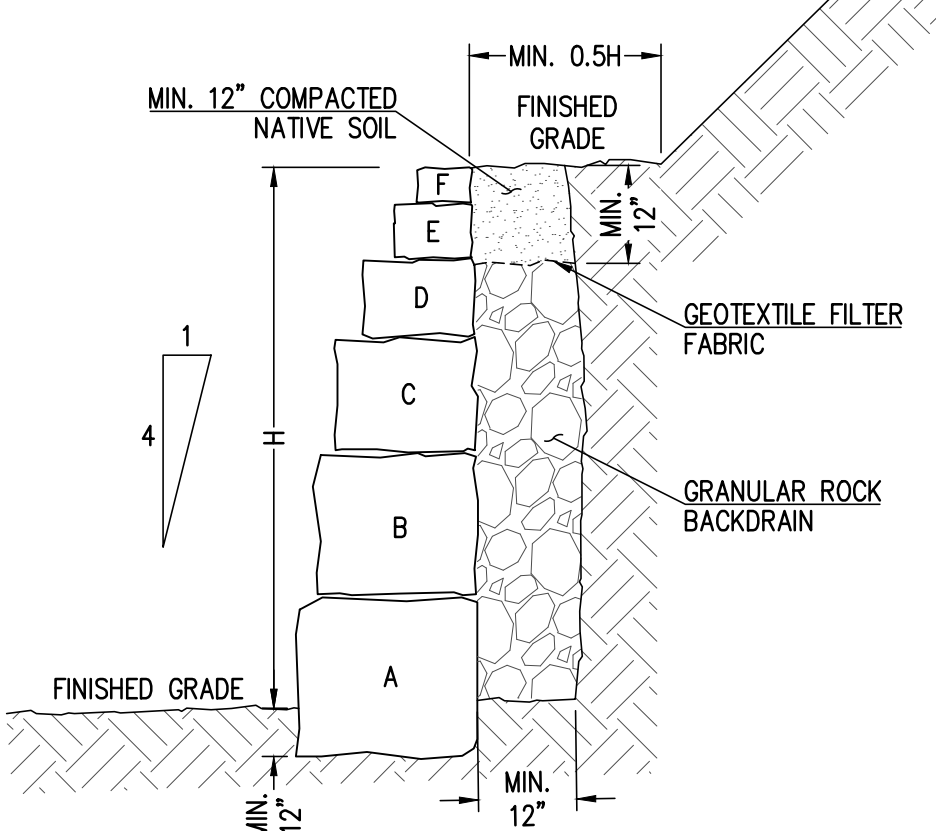 MIN. 0.5H
MIN. 12" COMPACTED
NATIVE SOIL
FINISHED
GRADE
F
E
D
C
B
A
MIN.
12"
GEOTEXTILE FILTER
FABRIC
1
4
H
GRANULAR ROCK
BACKDRAIN
FINISHED GRADE
MIN.
12"
MIN.
12"